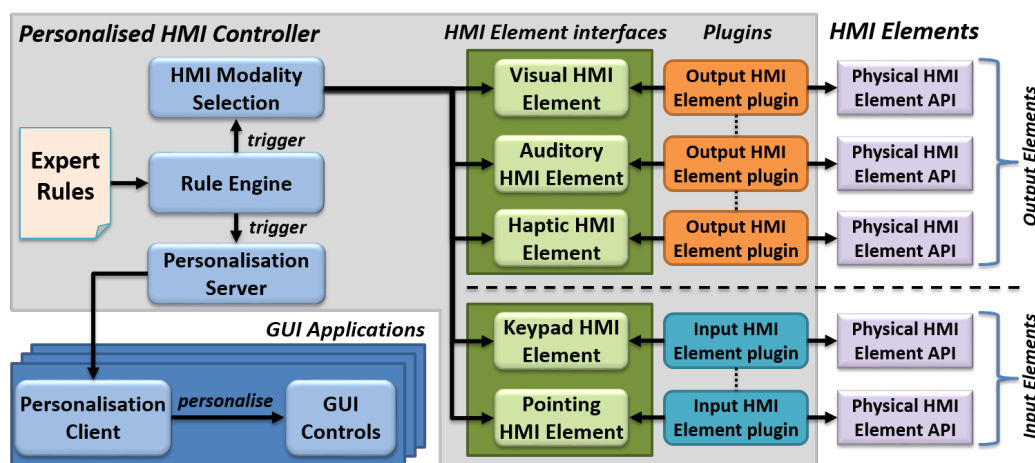 Personalised HMI Controller
HMI Element interfaces
Plugins
HMI Elements
HMI Modality
Selection
trigger
Expert
Rules
Rule Engine
trigger
Personalisation
Server
GUI Applications
Personalisation
Client
personalise
GUI
Controls
Visual HMI
Element
Auditory
HMI Element
Haptic HMI
Element
Keypad HMI
Element
Pointing
HMI Element
Output HMI
Element plugin
Output HMI
Element plugin
Output HMI
Element plugin
Input HMI
Element plugin
Input HMI
Element plugin
Physical HMI
Element API
Physical HMI
Element API
Physical HMI
Element API
Physical HMI
Element API
Physical HMI
Element API
Output Elements
Input Elements